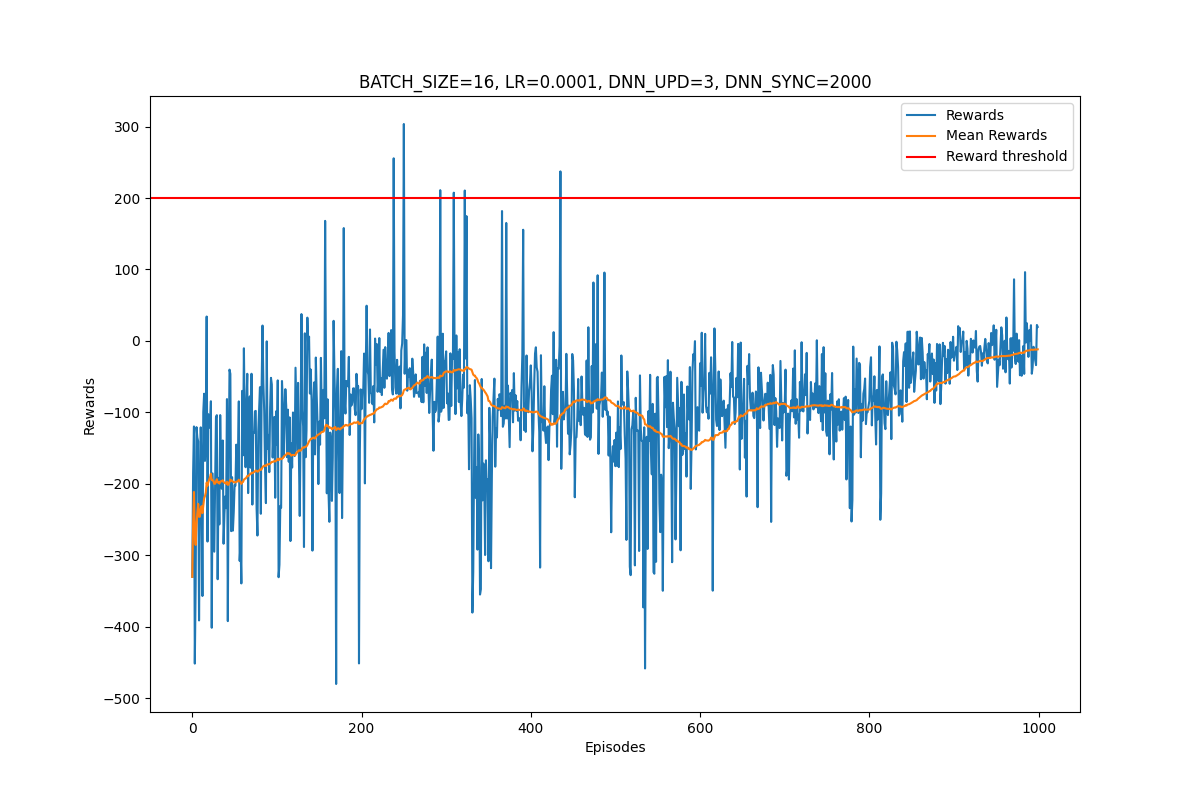 BATCH_SIZE=16, LR=0.0001, DNN_UPD=3, DNN_SYNC=2000
Rewards
Mean Rewards
Reward threshold
300
200
100
0
−100
−200
−300
−400
−500
Rewards
0 200 400 600 800 1000
Episodes